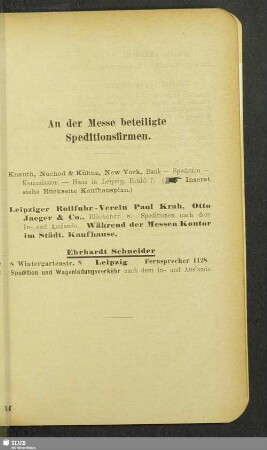 An der Messe beteiligte
Speditionsfirmen.
Knauth, Nachod & Kühne, New York, Bank — Spedition —
Kommission — Haus in Leipzig, Brühl 7. ( Inserat
siehe Rückseite Kaufhausplan.)
Leipziger Rollfuhr-Verein Paul Krah, Otto
Jaeger & Co., Blücherstr. 8. Speditionen nach dem
In- und Auslande. Während der Messen Kontor
im Städt. Kaufhause.
Ehrhardt Schneider
8 Wintergartenstr. 8 Leipzig Fernsprecher 1128
Spedition und Wagenladungsverkehr nach dem In- und Auslande
SLUB